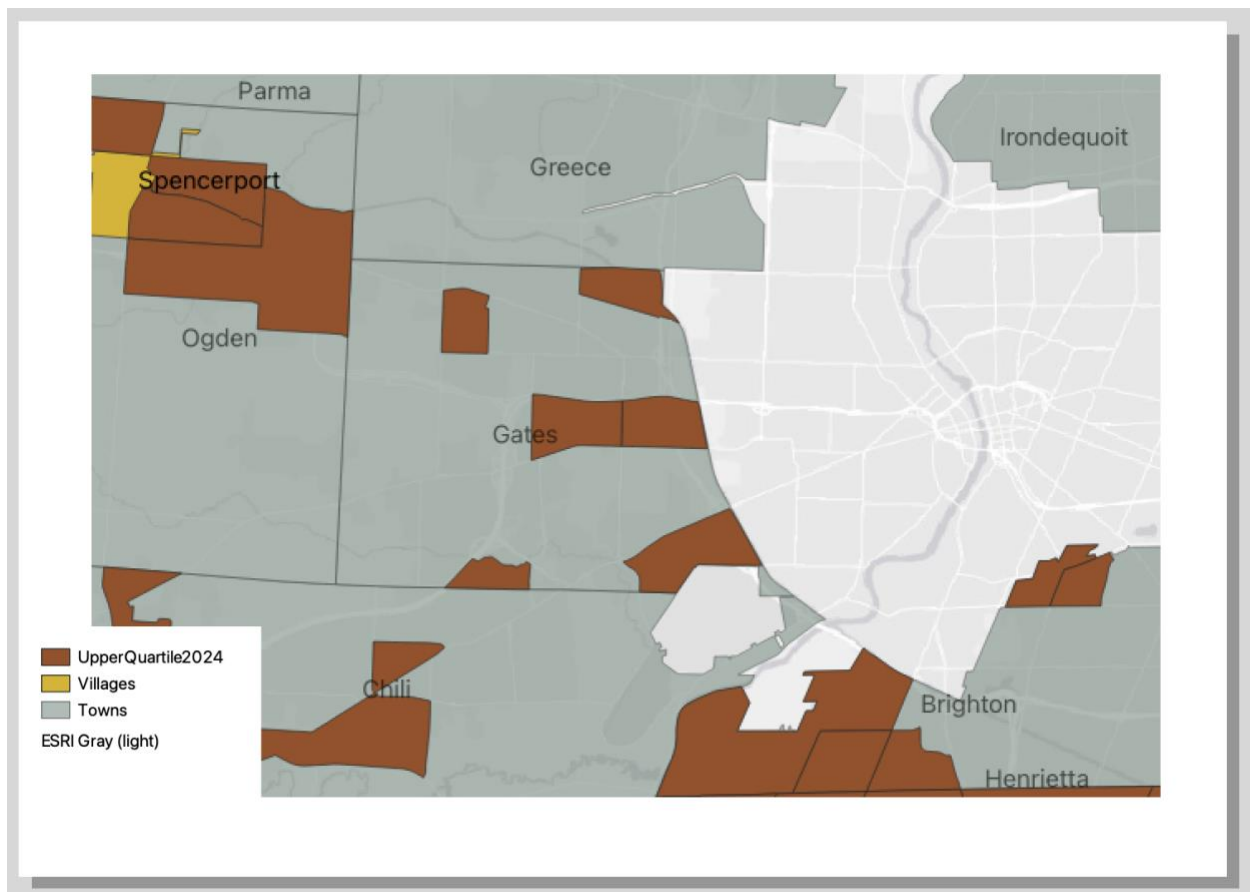 Parma
Irondequoit
Greece
Spencerport
Ogden
Gates
UpperQuartile2024
Villages
Chili
Towns
Brighton
ESRI Gray (light)
Henrietta